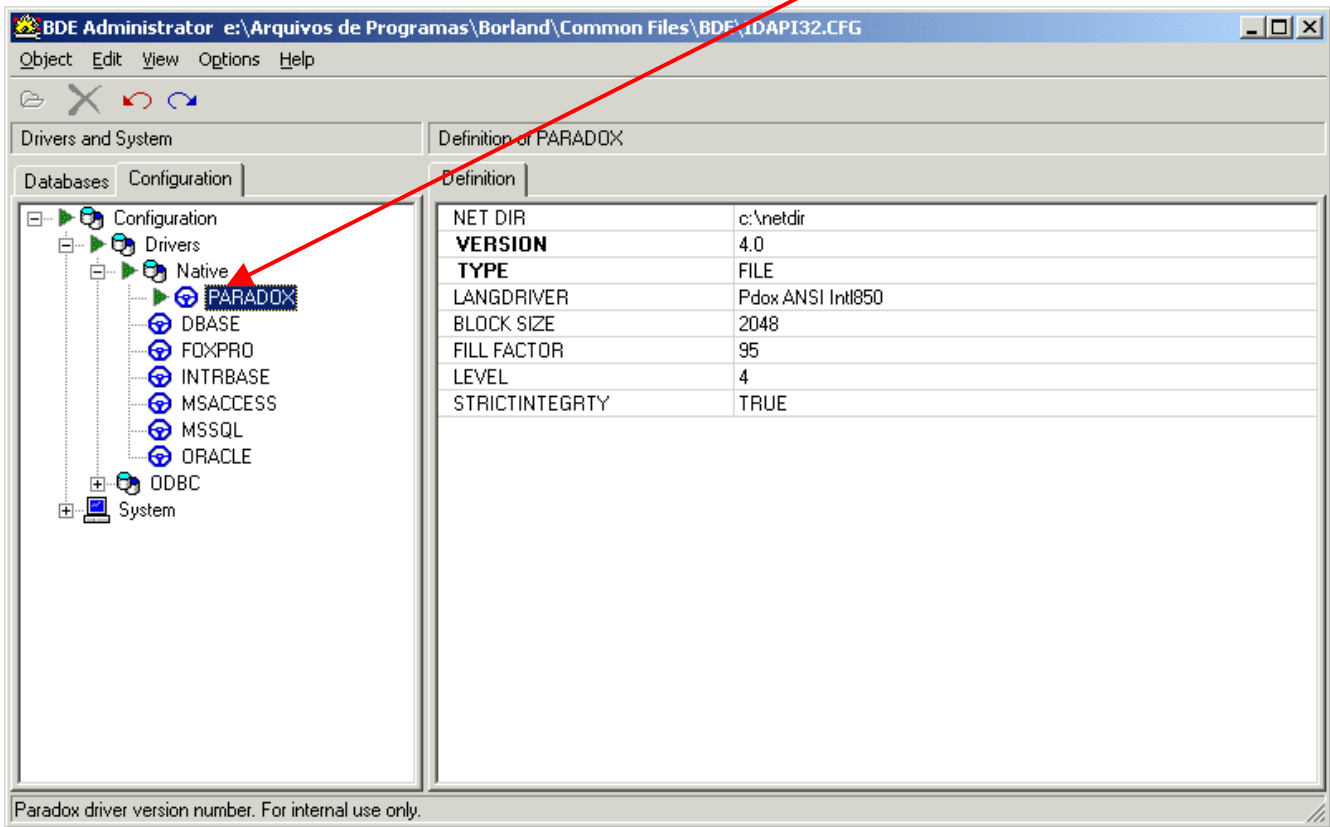 BDE Administrator e:\Arquivos de Programas\Borland\Common Files\BDE\IDAPI32.CFG
Object Edit View Options Help
Drivers and System
Definition of PARADOX
Databases Configuration
Definition
Configuration
Drivers
Native
PARADOX
DBASE
FOXPRO
INTRBASE
MSACCESS
MSSQL
ORACLE
ODBC
System
NET DIR c:\netdir
VERSION 4.0
TYPE FILE
LANGDRIVER Pdox ANSI Intl850
BLOCK SIZE 2048
FILL FACTOR 95
LEVEL 4
STRICTINTEGRTY TRUE
Paradox driver version number. For internal use only.